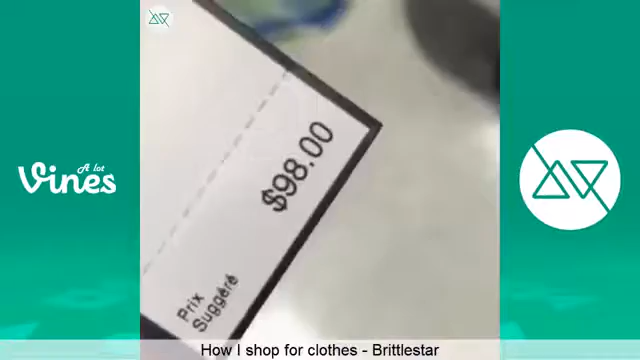 A lot
Vines
$98.00
Prix
Suggéré
How I shop for clothes - Brittlestar